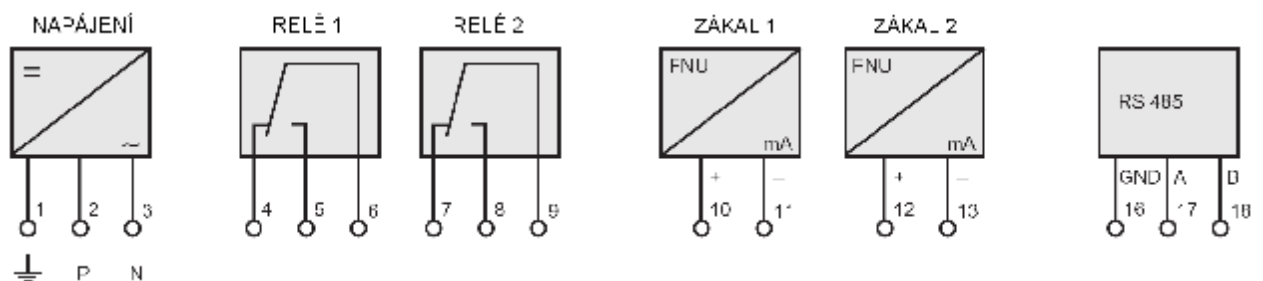 NAPÁJENÍ RELÉ 1 RELÉ 2 ZÁKAL 1 ZÁKAL 2
= FNU FNU
RS 485
~ mA mA
+ – + – GND A B
1 2 3 4 5 6 7 8 9 10 11 12 13 16 17 18
P N